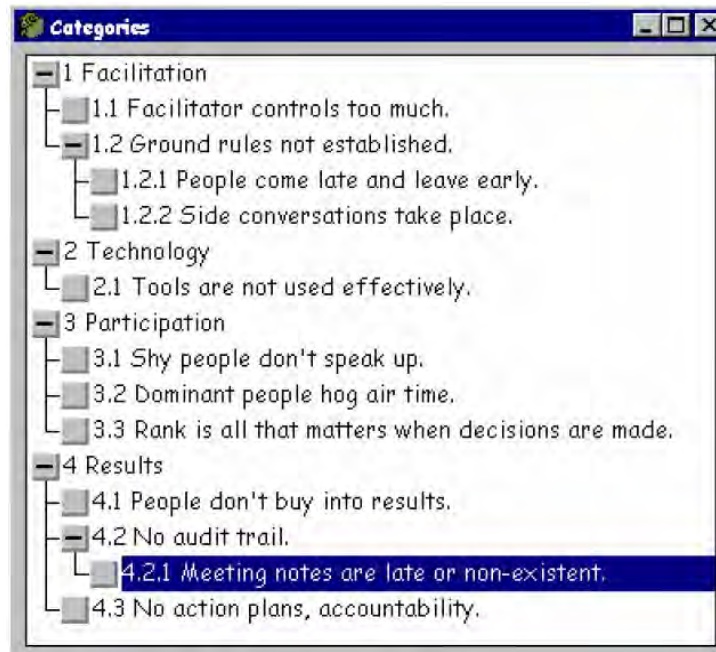 Categories
1 Facilitation
1.1 Facilitator controls too much.
1.2 Ground rules not established.
1.2.1 People come late and leave early.
1.2.2 Side conversations take place.
2 Technology
2.1 Tools are not used effectively.
3 Participation
3.1 Shy people don't speak up.
3.2 Dominant people hog air time.
3.3 Rank is all that matters when decisions are made.
4 Results
4.1 People don't buy into results.
4.2 No audit trail.
4.2.1 Meeting notes are late or non-existent.
4.3 No action plans, accountability.